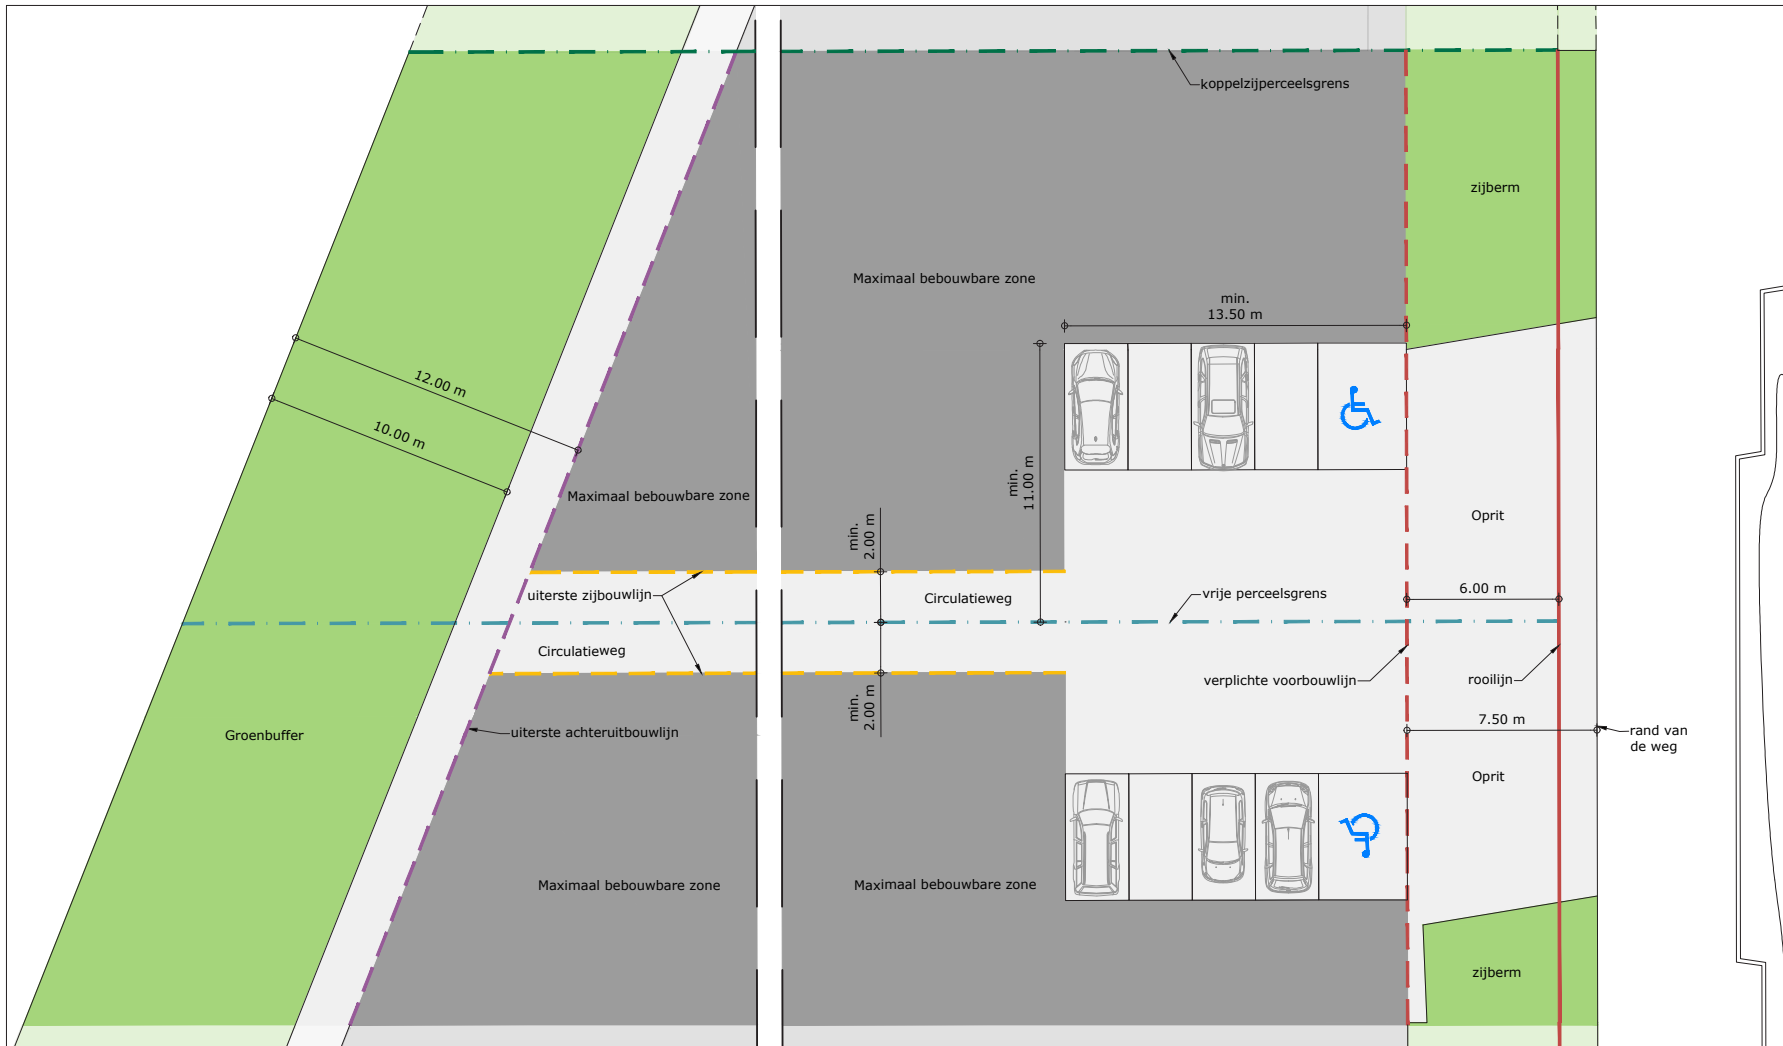 koppelzijperceelsgrens
zijberm
Maximaal bebouwbare zone
min.
13.50 m
12.00 m
10.00 m
min.
11.00 m
Maximaal bebouwbare zone
Oprit
min.
2.00 m
uiterste zijbouwlijn
Circulatieweg
vrije perceelsgrens
6.00 m
Circulatieweg
verplichte voorbouwlijn
rooilijn
min.
2.00 m
7.50 m
Groenbuffer
uiterste achteruitbouwlijn
rand van
de weg
Oprit
Maximaal bebouwbare zone
Maximaal bebouwbare zone
zijberm